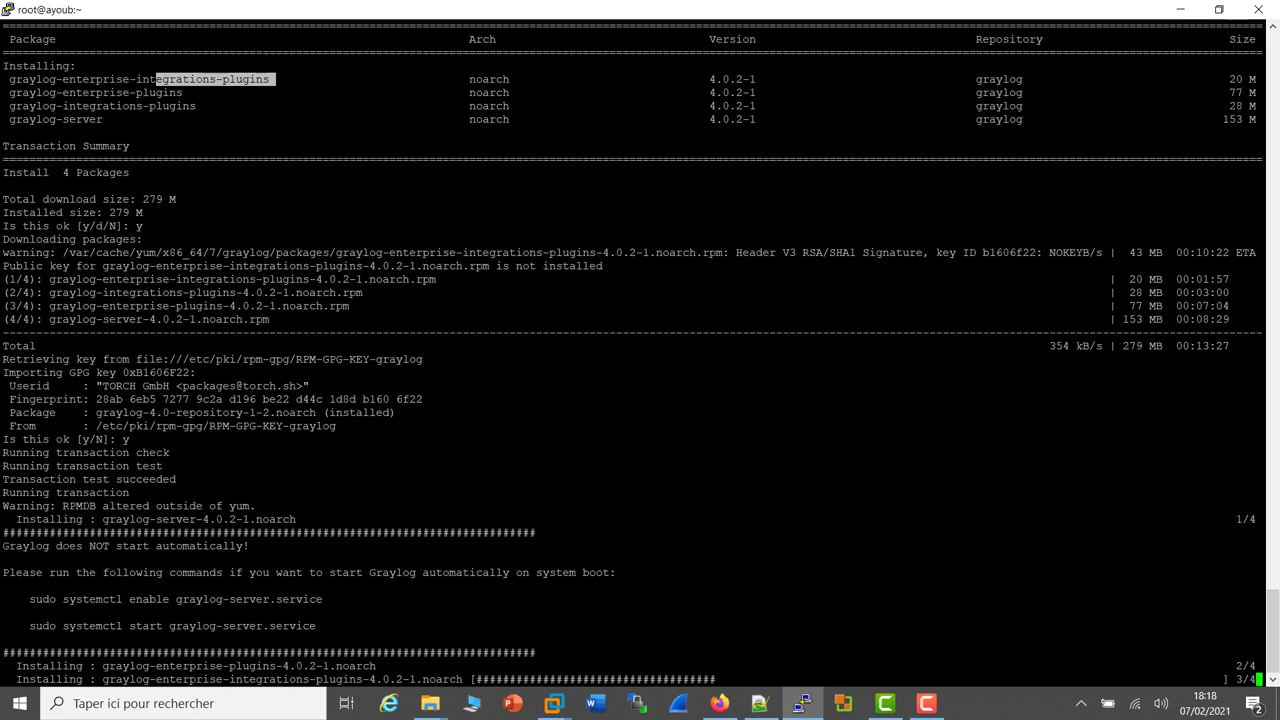 root@ayoub:~
================================================================================
Package Arch Version Repository Size
================================================================================
Installing:
graylog-enterprise-integrations-plugins noarch 4.0.2-1 graylog 20 M
graylog-enterprise-plugins noarch 4.0.2-1 graylog 77 M
graylog-integrations-plugins noarch 4.0.2-1 graylog 28 M
graylog-server noarch 4.0.2-1 graylog 153 M
Transaction Summary
================================================================================
Install 4 Packages
Total download size: 279 M
Installed size: 279 M
Is this ok [y/d/N]: y
Downloading packages:
warning: /var/cache/yum/x86_64/7/graylog/packages/graylog-enterprise-integrations-plugins-4.0.2-1.noarch.rpm: Header V3 RSA/SHA1 Signature, key ID b1606f22: NOKEYB/s | 43 MB 00:10:22 ETA
Public key for graylog-enterprise-integrations-plugins-4.0.2-1.noarch.rpm is not installed
(1/4): graylog-enterprise-integrations-plugins-4.0.2-1.noarch.rpm | 20 MB 00:01:57
(2/4): graylog-integrations-plugins-4.0.2-1.noarch.rpm | 28 MB 00:03:00
(3/4): graylog-enterprise-plugins-4.0.2-1.noarch.rpm | 77 MB 00:07:04
(4/4): graylog-server-4.0.2-1.noarch.rpm | 153 MB 00:08:29
--------------------------------------------------------------------------------
Total 354 kB/s | 279 MB 00:13:27
Retrieving key from file:///etc/pki/rpm-gpg/RPM-GPG-KEY-graylog
Importing GPG key 0xB1606F22:
Userid : "TORCH GmbH <packages@torch.sh>"
Fingerprint: 28ab 6eb5 7277 9c2a d196 be22 d44c 1d8d b160 6f22
Package : graylog-4.0-repository-1-2.noarch (installed)
From : /etc/pki/rpm-gpg/RPM-GPG-KEY-graylog
Is this ok [y/N]: y
Running transaction check
Running transaction test
Transaction test succeeded
Running transaction
Warning: RPMDB altered outside of yum.
Installing : graylog-server-4.0.2-1.noarch 1/4
################################################################################
Graylog does NOT start automatically!
Please run the following commands if you want to start Graylog automatically on system boot:
sudo systemctl enable graylog-server.service
sudo systemctl start graylog-server.service
################################################################################
Installing : graylog-enterprise-plugins-4.0.2-1.noarch 2/4
Installing : graylog-enterprise-integrations-plugins-4.0.2-1.noarch [#################################### ] 3/4
Taper ici pour rechercher
18:18
07/02/2021
2